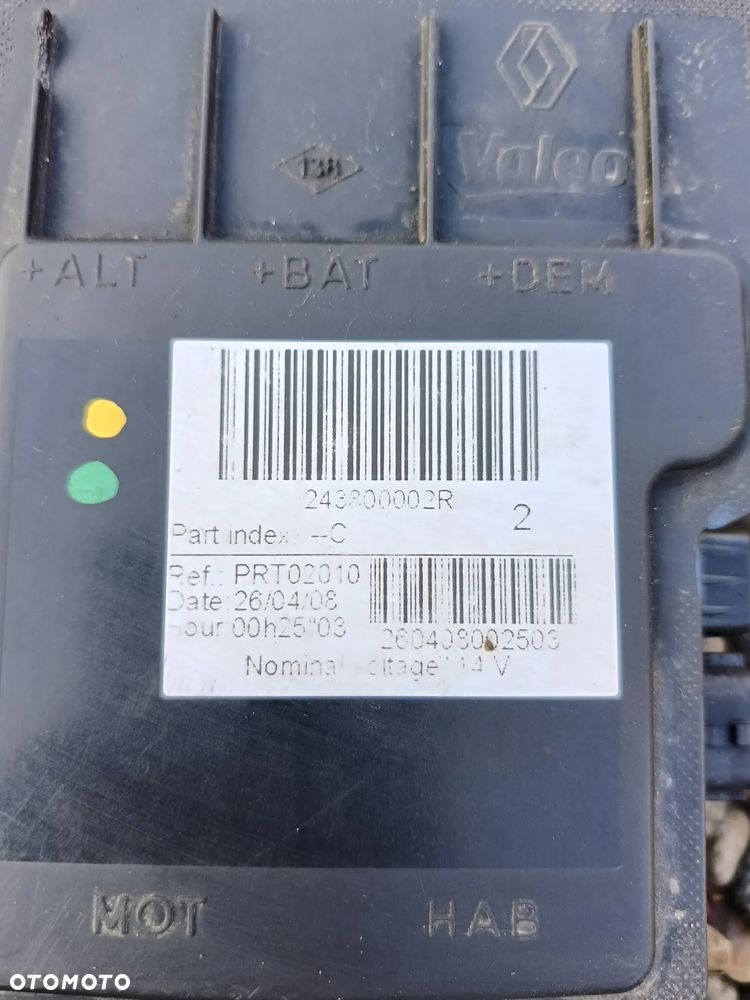 138
Valeo
+ALT +BAT +DEM
243800002R
2
Part index: --C
Ref.: PRT02010
Date: 26/04/08
Hour 00h25"03
260408002503
Nominal voltage: 14 V
MOT HAB
OTOMOTO